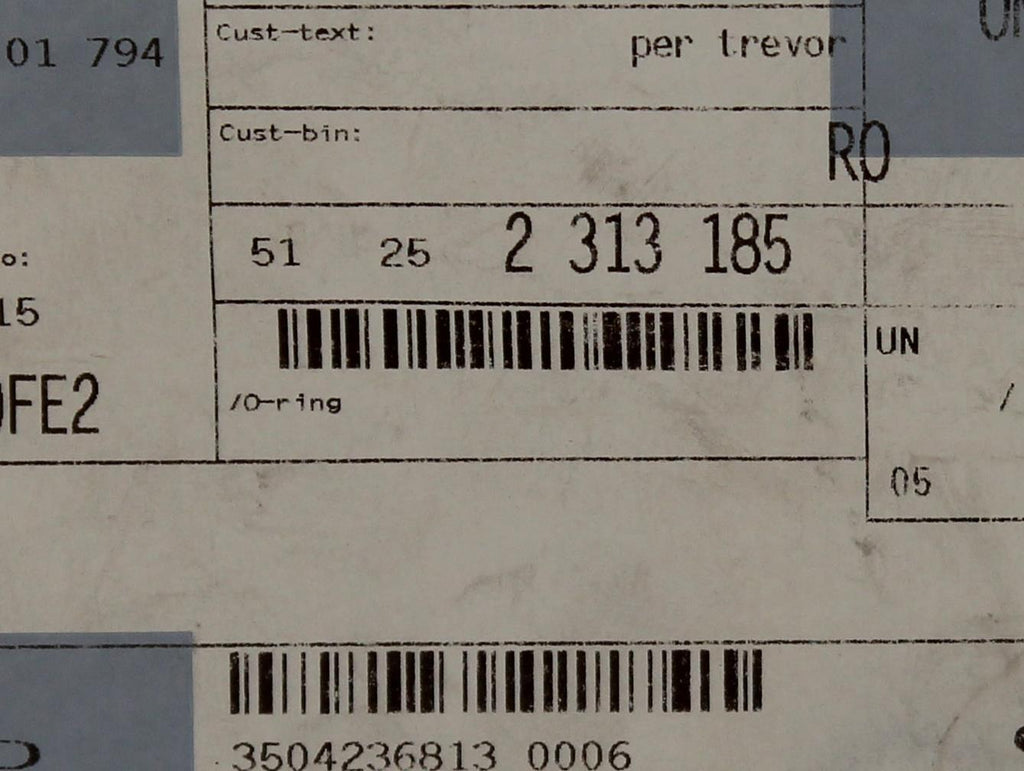 01 794
Cust-text:
per trevor
Cust-bin:
RO
51 25 2 313 185
o:
15
UN
FE2
/O-ring
/
05
3504236813 0006